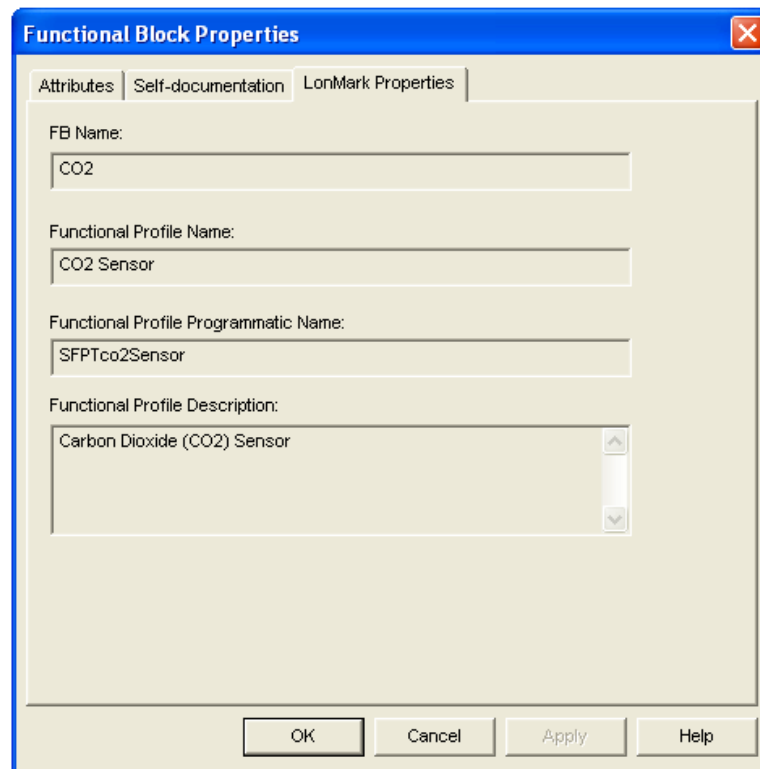 Functional Block Properties
Attributes Self-documentation LonMark Properties
FB Name:
CO2
Functional Profile Name:
CO2 Sensor
Functional Profile Programmatic Name:
SFPTco2Sensor
Functional Profile Description:
Carbon Dioxide (CO2) Sensor
OK Cancel Apply Help